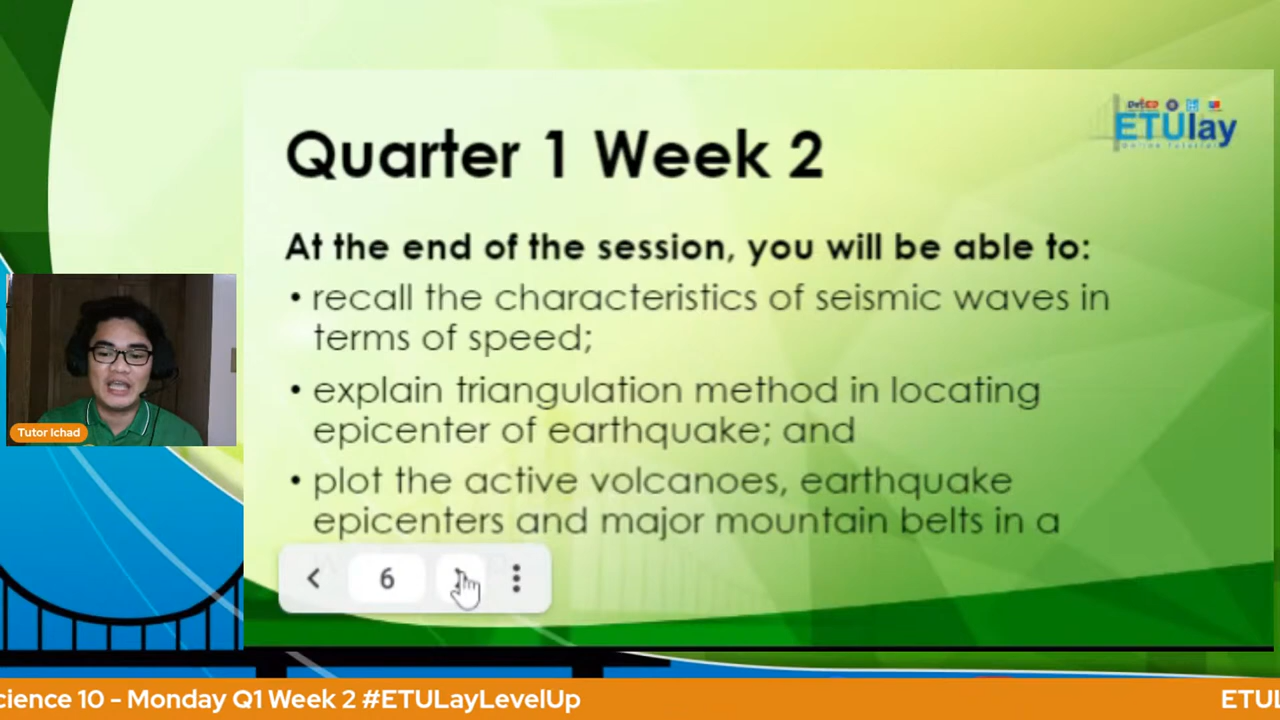 Quarter 1 Week 2
DepED
ETUlay
Online Tutorial
At the end of the session, you will be able to:
• recall the characteristics of seismic waves in
terms of speed;
• explain triangulation method in locating
epicenter of earthquake; and
• plot the active volcanoes, earthquake
epicenters and major mountain belts in a
Tutor Ichad
6
cience 10 - Monday Q1 Week 2 #ETULayLevelUp
ETUL